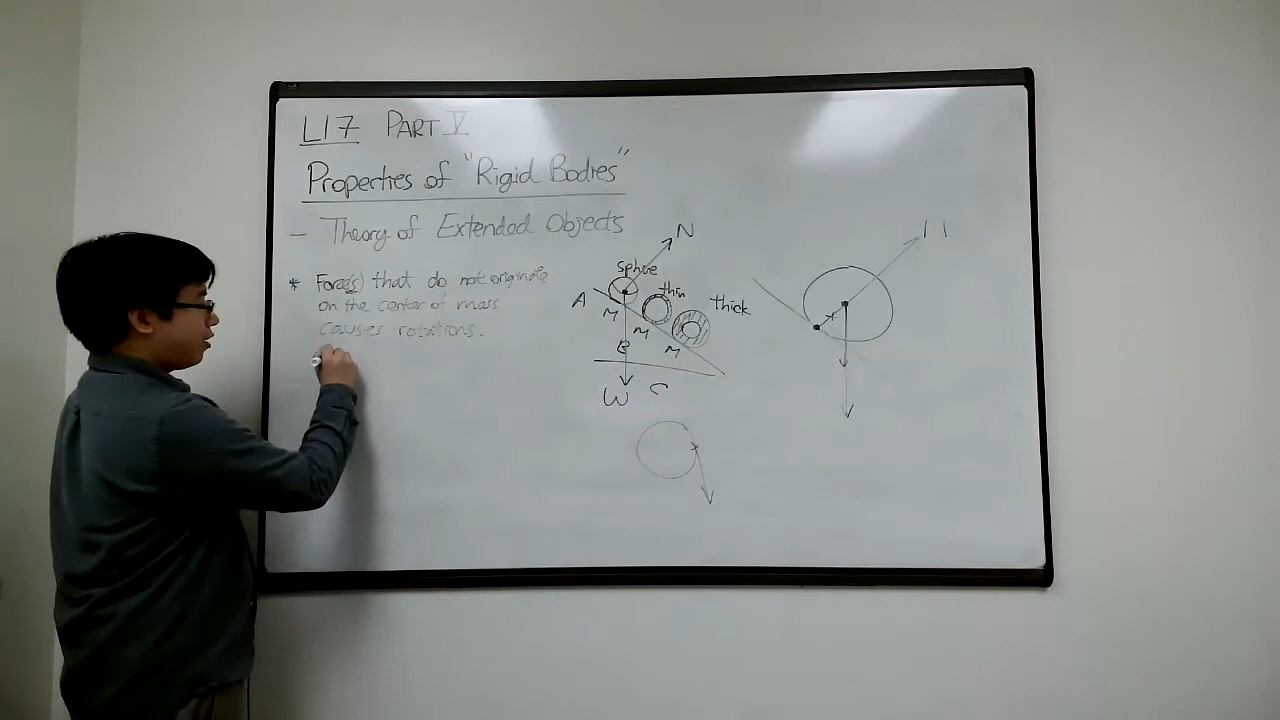 L17 PART V
Properties of "Rigid Bodies"
- Theory of Extended Objects
* Force(s) that do not originate
on the center of mass
causes rotations.
N
sphere
thin
thick
A
M
M
M
B
W
C